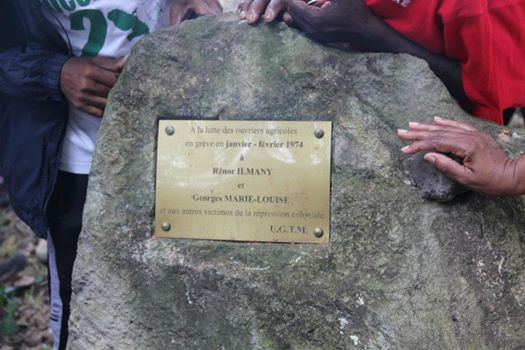 A la lutte des ouvriers agricoles
en grève en janvier - février 1974
à
Rénor ILMANY
et
Georges MARIE-LOUISE
et aux autres victimes de la répression coloniale
U.G.T.M.
21